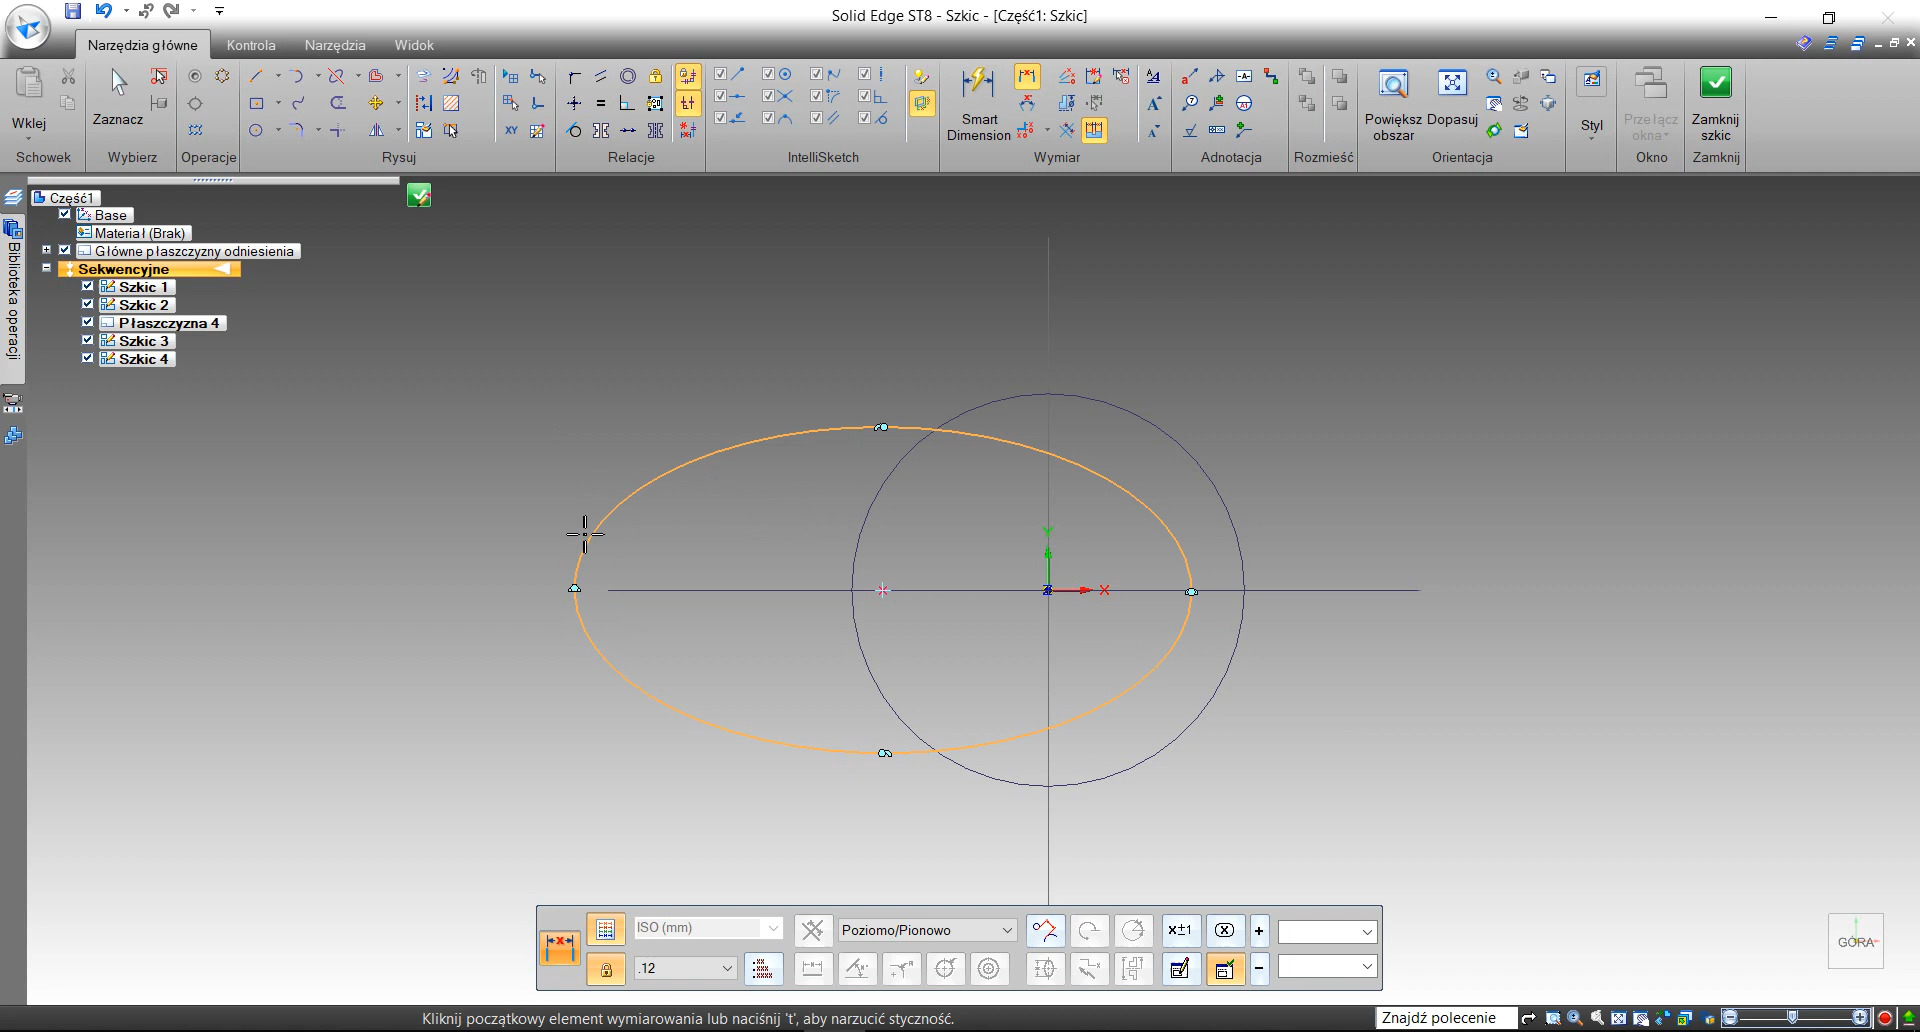 Solid Edge ST8 - Szkic - [Część1: Szkic]
Narzędzia główne
Kontrola
Narzędzia
Widok
Wklej
Zaznacz
Smart
Dimension
Powiększ
obszar
Dopasuj
Styl
Przełącz
okna
Zamknij
szkic
Schowek
Wybierz
Operacje
Rysuj
Relacje
IntelliSketch
Wymiar
Adnotacja
Rozmieść
Orientacja
Okno
Zamknij
Część1
Base
Materiał (Brak)
Główne płaszczyzny odniesienia
Sekwencyjne
Szkic 1
Szkic 2
Płaszczyzna 4
Szkic 3
Szkic 4
Biblioteka operacji
Y
Z
X
ISO (mm)
Poziomo/Pionowo
x±1
(x)
+
.12
-
GÓRA
Kliknij początkowy element wymiarowania lub naciśnij 't', aby narzucić styczność.
Znajdź polecenie